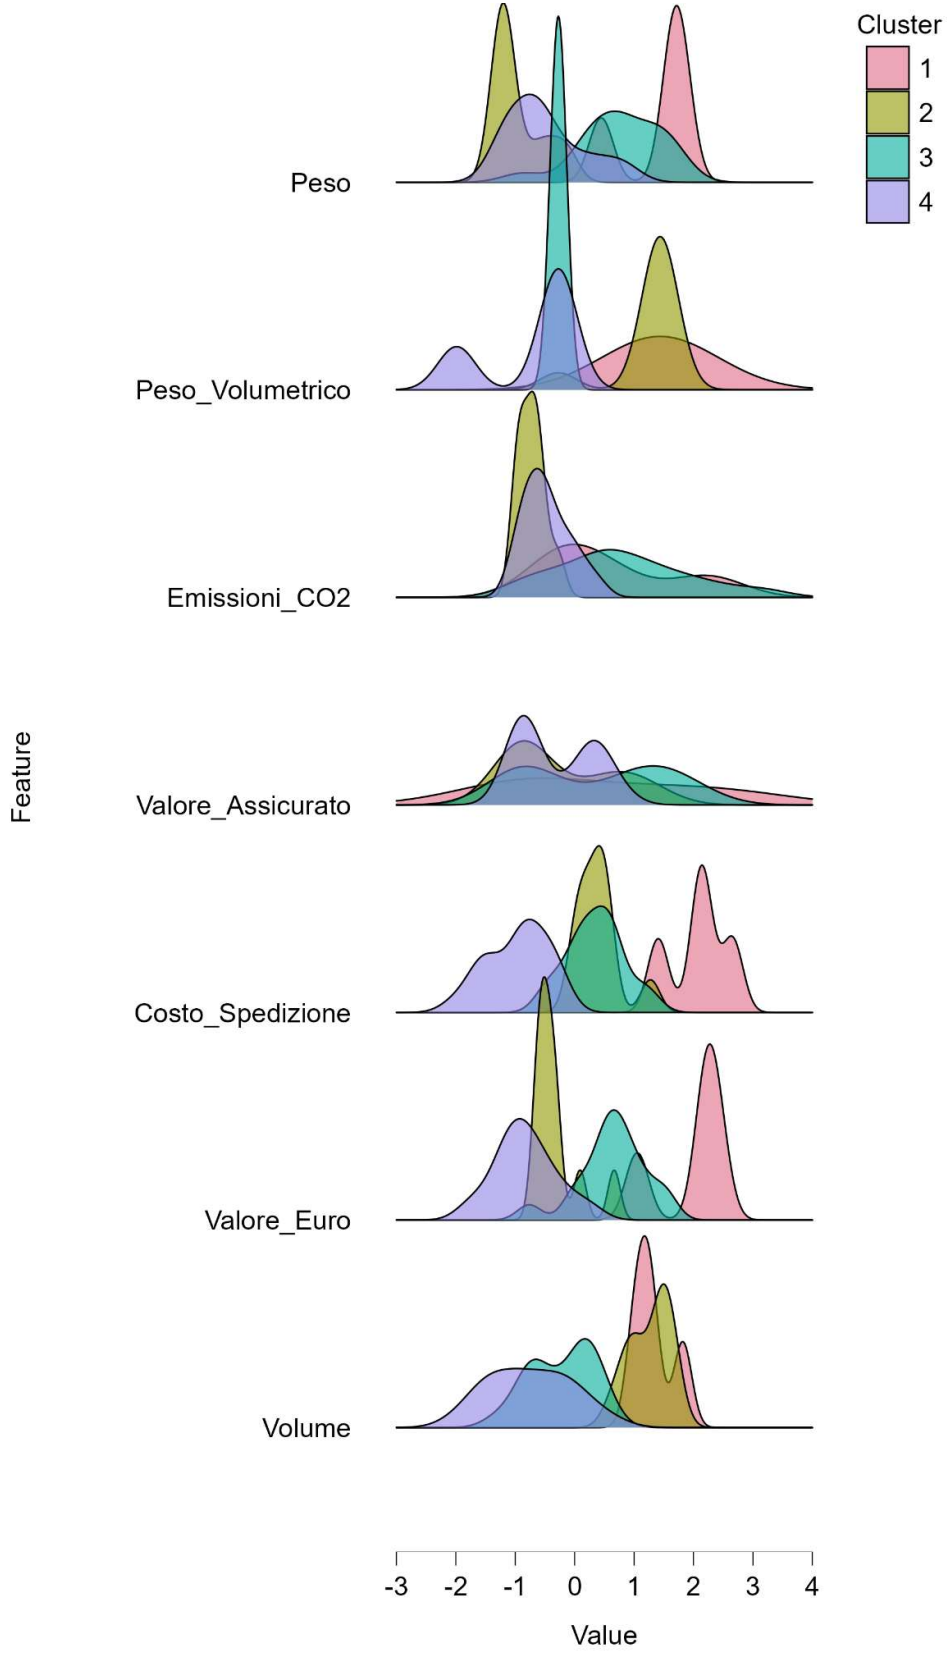 Cluster
1
2
3
4
Peso
Peso_Volumetrico
Emissioni_CO2
Feature
Valore_Assicurato
Costo_Spedizione
Valore_Euro
Volume
-3 -2 -1 0 1 2 3 4
Value